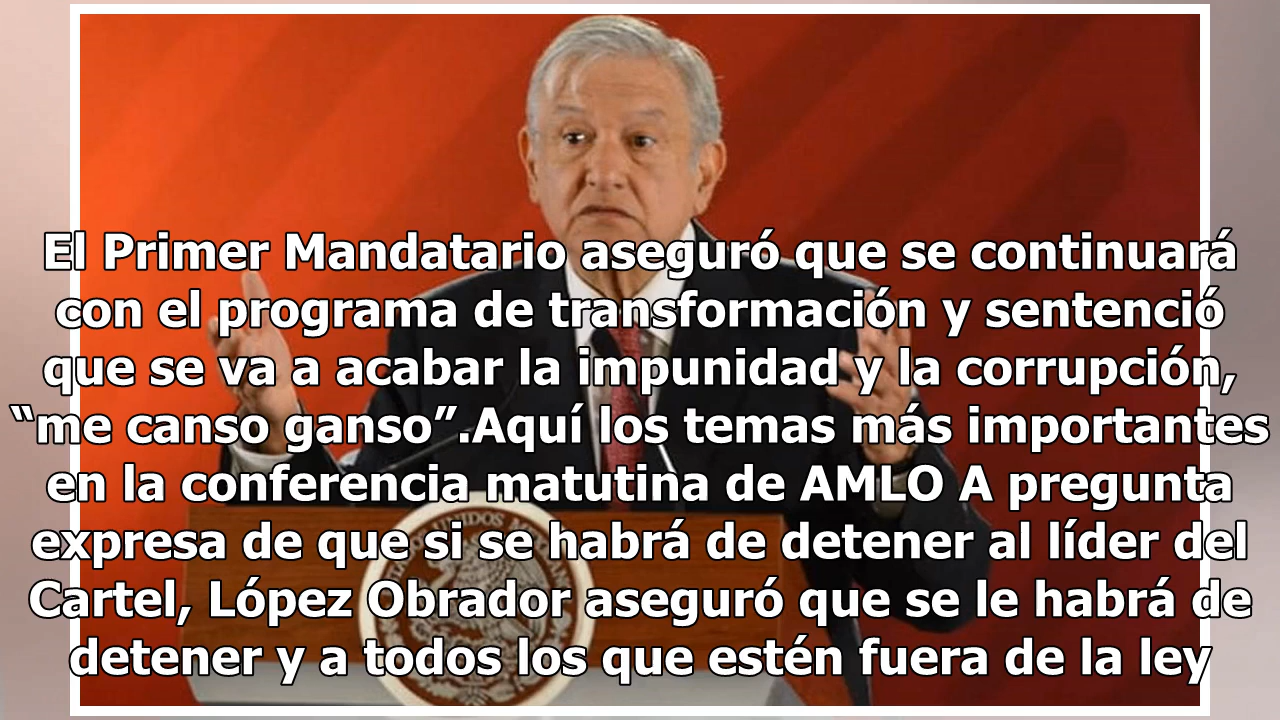 El Primer Mandatario aseguró que se continuará
con el programa de transformación y sentenció
que se va a acabar la impunidad y la corrupción,
“me canso ganso”.Aquí los temas más importantes
en la conferencia matutina de AMLO A pregunta
expresa de que si se habrá de detener al líder del
Cartel, López Obrador aseguró que se le habrá de
detener y a todos los que estén fuera de la ley
UNIDOS